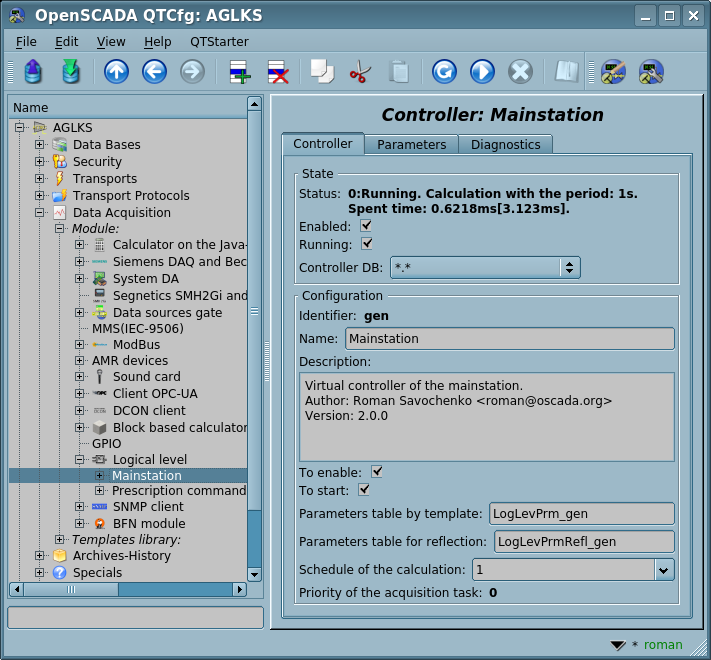 OpenSCADA QTCfg: AGLKS
File Edit View Help QTStarter
Name
AGLKS
Data Bases
Security
Transports
Transport Protocols
Data Acquisition
Module:
Calculator on the Java-
Siemens DAQ and Bec
System DA
Segnetics SMH2Gi and
Data sources gate
MMS(IEC-9506)
ModBus
AMR devices
Sound card
Client OPC-UA
DCON client
Block based calculator
GPIO
Logical level
Mainstation
Prescription command
SNMP client
BFN module
Templates library:
Archives-History
Specials
Controller: Mainstation
Controller Parameters Diagnostics
State
Status: 0:Running. Calculation with the period: 1s.
Spent time: 0.6218ms[3.123ms].
Enabled:
Running:
Controller DB: *.*
Configuration
Identifier: gen
Name: Mainstation
Description:
Virtual controller of the mainstation.
Author: Roman Savochenko <roman@oscada.org>
Version: 2.0.0
To enable:
To start:
Parameters table by template: LogLevPrm_gen
Parameters table for reflection: LogLevPrmRefl_gen
Schedule of the calculation: 1
Priority of the acquisition task: 0
* roman